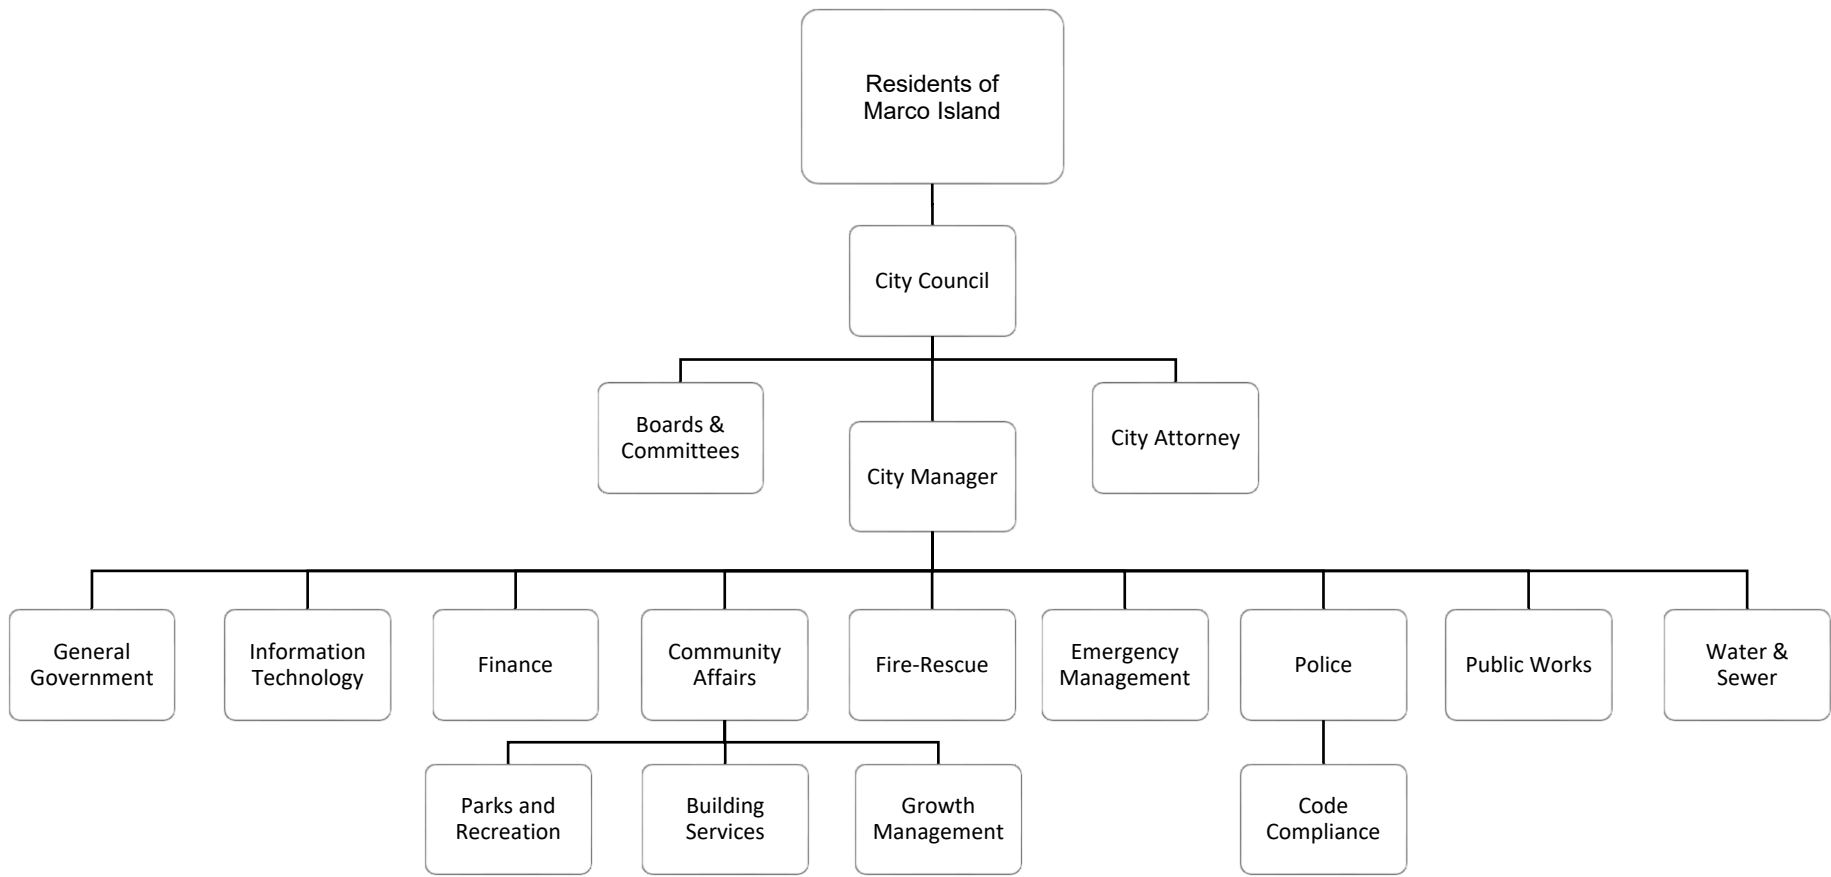 Residents of
Marco Island
City Council
Boards &
Committees
City Manager
City Attorney
General
Government
Information
Technology
Finance
Community
Affairs
Fire-Rescue
Emergency
Management
Police
Public Works
Water &
Sewer
Parks and
Recreation
Building
Services
Growth
Management
Code
Compliance